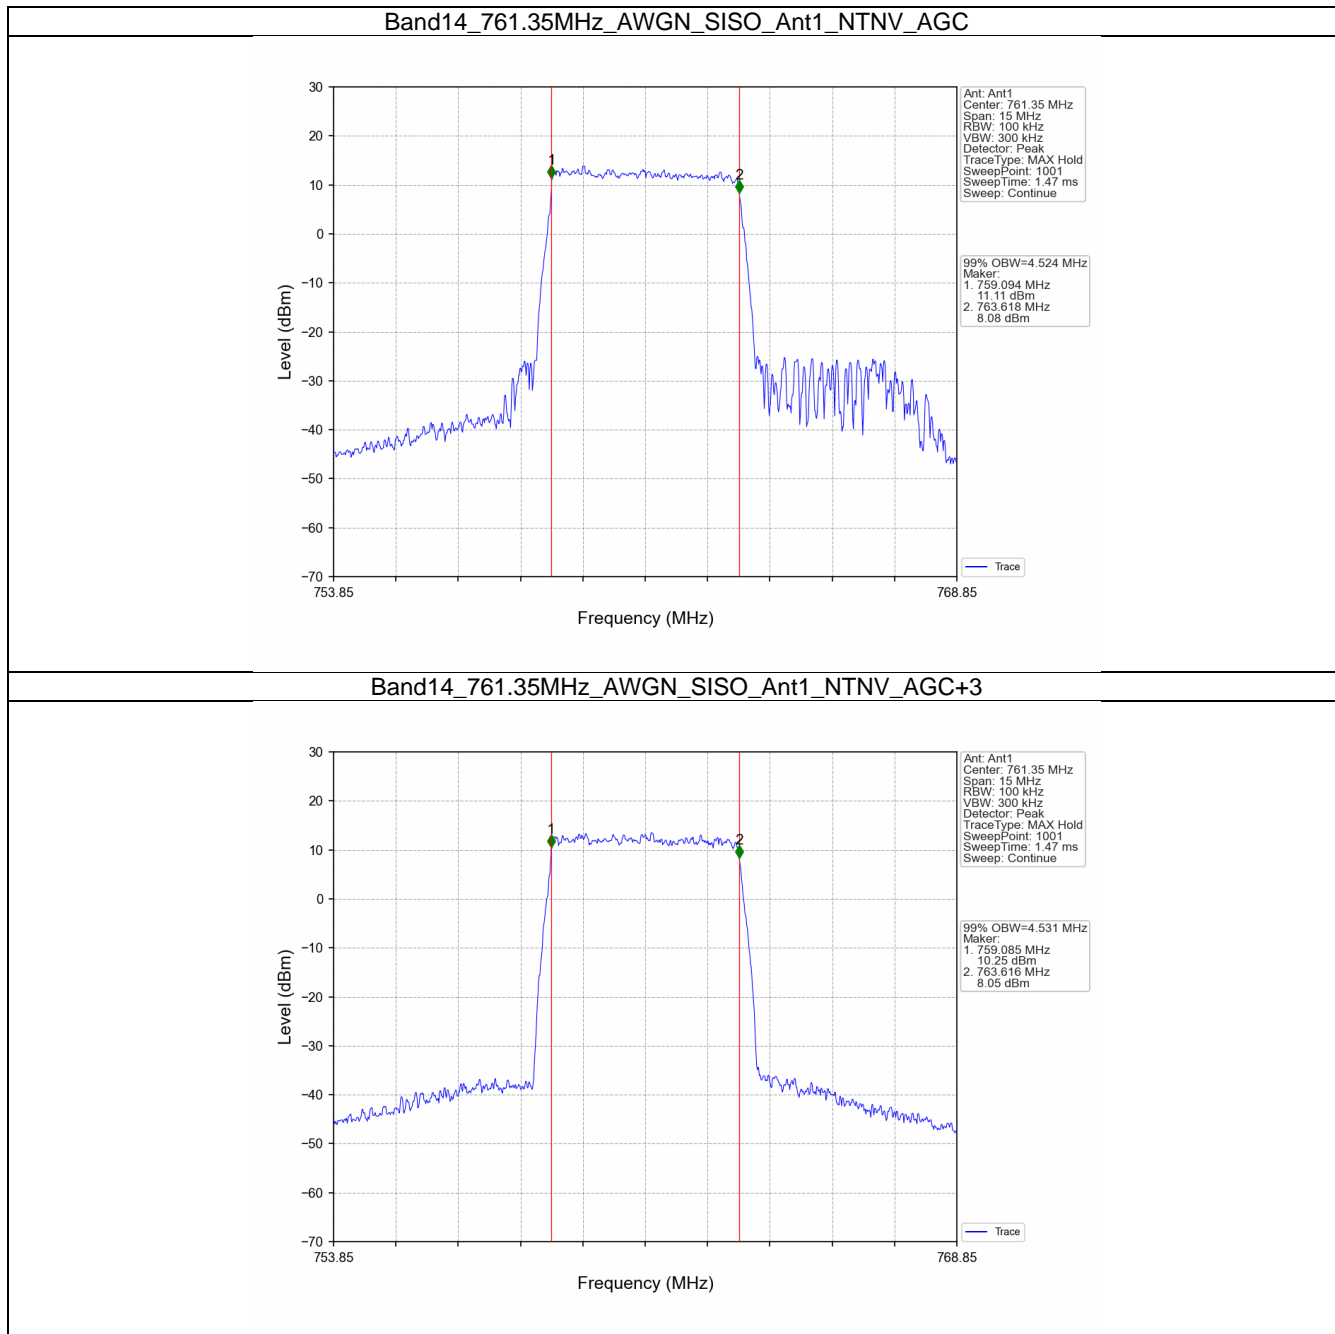 Band14_761.35MHz_AWGN_SISO_Ant1_NTNV_AGC
30
20
10
0
−10
−20
−30
−40
−50
−60
−70
Level (dBm)
1
2
753.85
768.85
Frequency (MHz)
Ant: Ant1
Center: 761.35 MHz
Span: 15 MHz
RBW: 100 kHz
VBW: 300 kHz
Detector: Peak
TraceType: MAX Hold
SweepPoint: 1001
SweepTime: 1.47 ms
Sweep: Continue
99% OBW=4.524 MHz
Maker:
1. 759.094 MHz
11.11 dBm
2. 763.618 MHz
8.08 dBm
Trace
Band14_761.35MHz_AWGN_SISO_Ant1_NTNV_AGC+3
30
20
10
0
−10
−20
−30
−40
−50
−60
−70
Level (dBm)
1
2
753.85
768.85
Frequency (MHz)
Ant: Ant1
Center: 761.35 MHz
Span: 15 MHz
RBW: 100 kHz
VBW: 300 kHz
Detector: Peak
TraceType: MAX Hold
SweepPoint: 1001
SweepTime: 1.47 ms
Sweep: Continue
99% OBW=4.531 MHz
Maker:
1. 759.085 MHz
10.25 dBm
2. 763.616 MHz
8.05 dBm
Trace